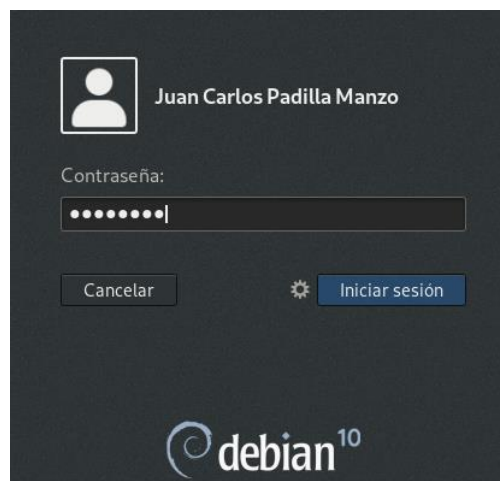 Juan Carlos Padilla Manzo
Contraseña:
••••••••
Cancelar Iniciar sesión
debian 10